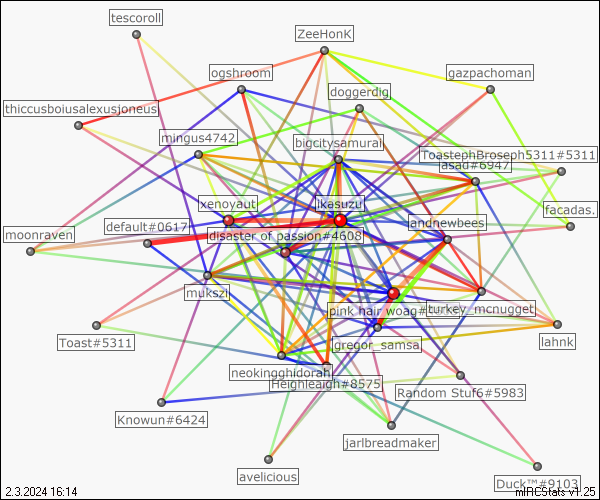 tescoroll
ZeeHonK
ogshroom
gazpachoman
doggerdig
thiccusboiusalexusjoneus
mingus4742
bigcitysamurai
ToastephBroseph5311#5311
asad#6947
xenoyaut
ikasuzu
facadas.
default#0617
andnewbees
moonraven
disaster of passion#4608
mukszi
pink hair woag#
turkey_mcnugget
Toast#5311
gregor_samsa
lahnk
neokingghidorah
Heighleigh#8575
Random Stuf6#5983
Knowun#6424
jarlbreadmaker
avelicious
Duck™#9103
2.3.2024 16:14
mIRCStats v1.25